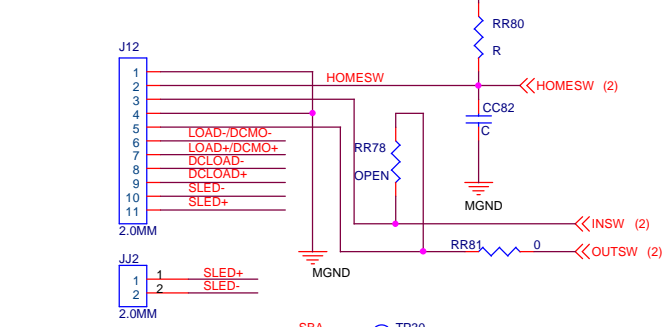 RR80
R
J12
1
2
3
4
5
6
7
8
9
10
11
HOMESW
HOMESW (2)
CC82
C
LOAD-/DCMO-
LOAD+/DCMO+
DCLOAD-
DCLOAD+
SLED-
SLED+
RR78
OPEN
MGND
2.0MM
INSW (2)
RR81 0
OUTSW (2)
MGND
JJ2
1 1 SLED+
2 2 SLED-
2.0MM